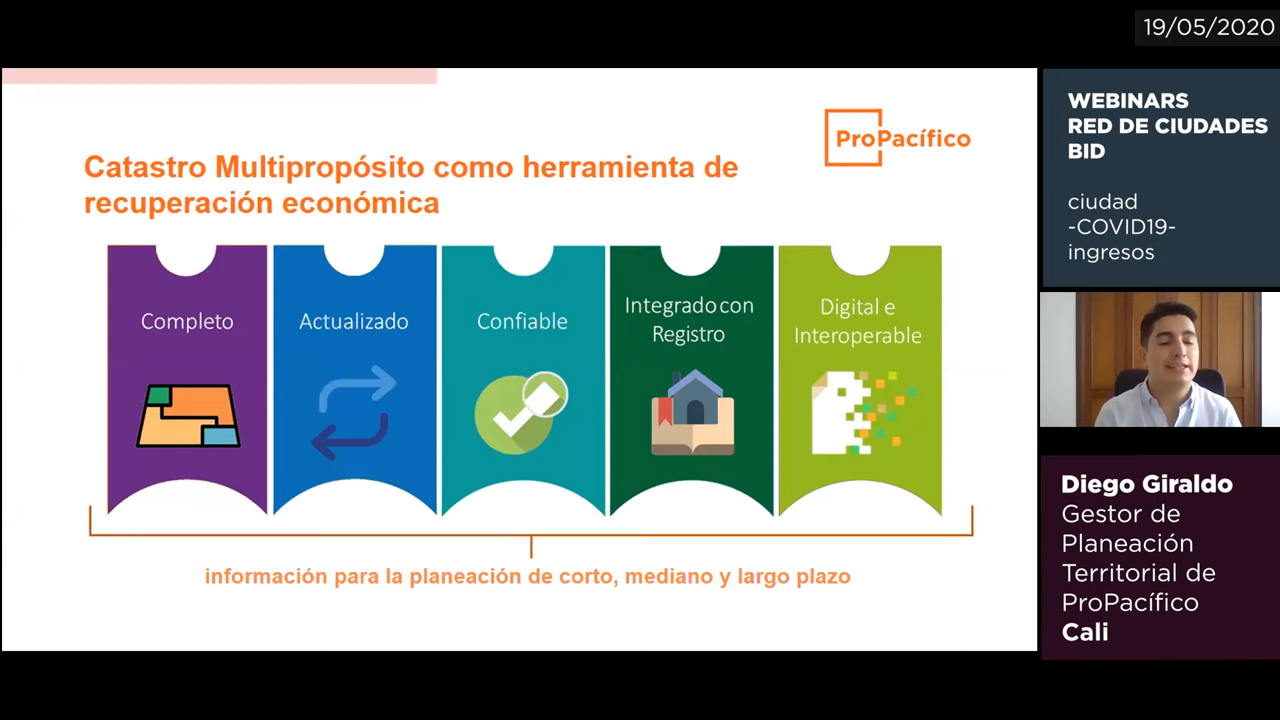 19/05/2020
ProPacífico
Catastro Multipropósito como herramienta de
recuperación económica
Completo
Actualizado
Confiable
Integrado con
Registro
Digital e
Interoperable
información para la planeación de corto, mediano y largo plazo
WEBINARS
RED DE CIUDADES
BID
ciudad
-COVID19-
ingresos
Diego Giraldo
Gestor de
Planeación
Territorial de
ProPacífico
Cali